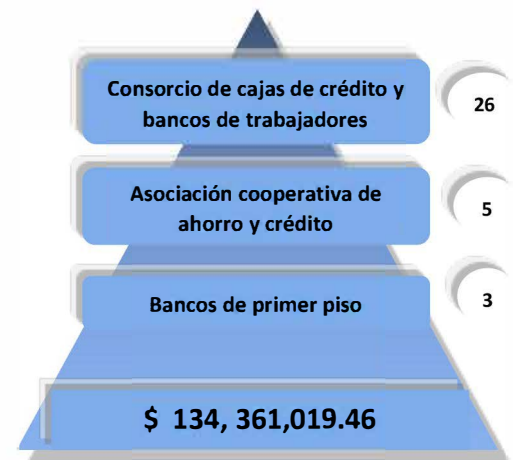 Consorcio de cajas de crédito y
bancos de trabajadores
26
Asociación cooperativa de
ahorro y crédito
5
Bancos de primer piso
3
$ 134, 361,019.46